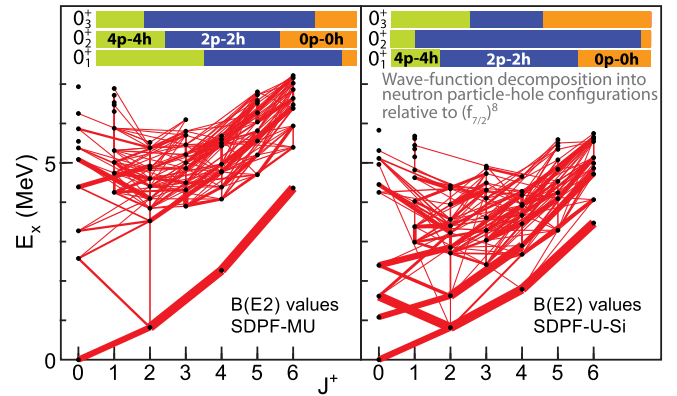 0₃⁺
0₂⁺ 4p-4h 2p-2h 0p-0h
0₁⁺
0₃⁺
0₂⁺
0₁⁺ 4p-4h 2p-2h 0p-0h
Wave-function decomposition into
neutron particle-hole configurations
relative to (f₇/₂)⁸
5
0
Eₓ (MeV)
B(E2) values
SDPF-MU
B(E2) values
SDPF-U-Si
0 1 2 3 4 5 6
0 1 2 3 4 5 6
J⁺